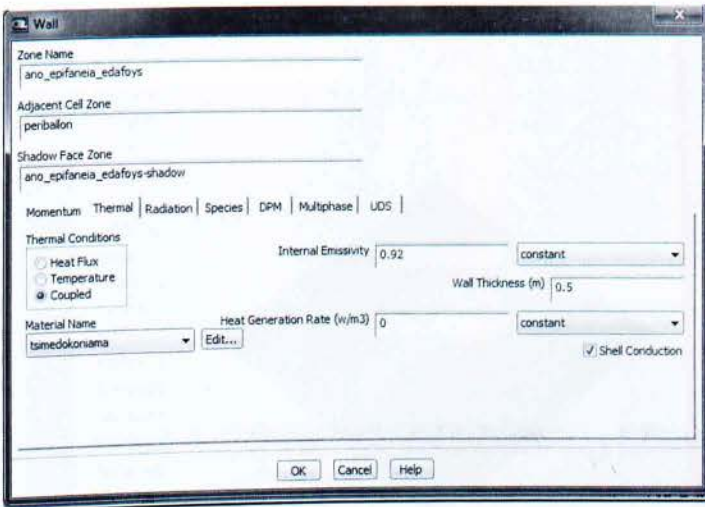 Wall
Zone Name
ano_epifaneia_edafoys
Adjacent Cell Zone
periballon
Shadow Face Zone
ano_epifaneia_edafoys-shadow
Momentum Thermal Radiation Species DPM Multiphase UDS
Thermal Conditions
Heat Flux
Temperature
Coupled
Internal Emissivity 0.92 constant
Wall Thickness (m) 0.5
Material Name
tsimedokoniama Edit...
Heat Generation Rate (w/m3) 0 constant
Shell Conduction
OK Cancel Help